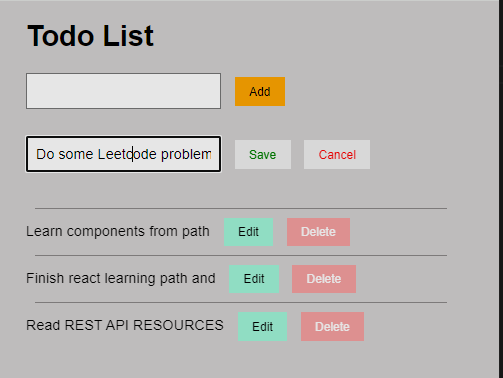 Todo List
Add
Do some Leetcode problem
Save Cancel
Learn components from path Edit Delete
Finish react learning path and Edit Delete
Read REST API RESOURCES Edit Delete